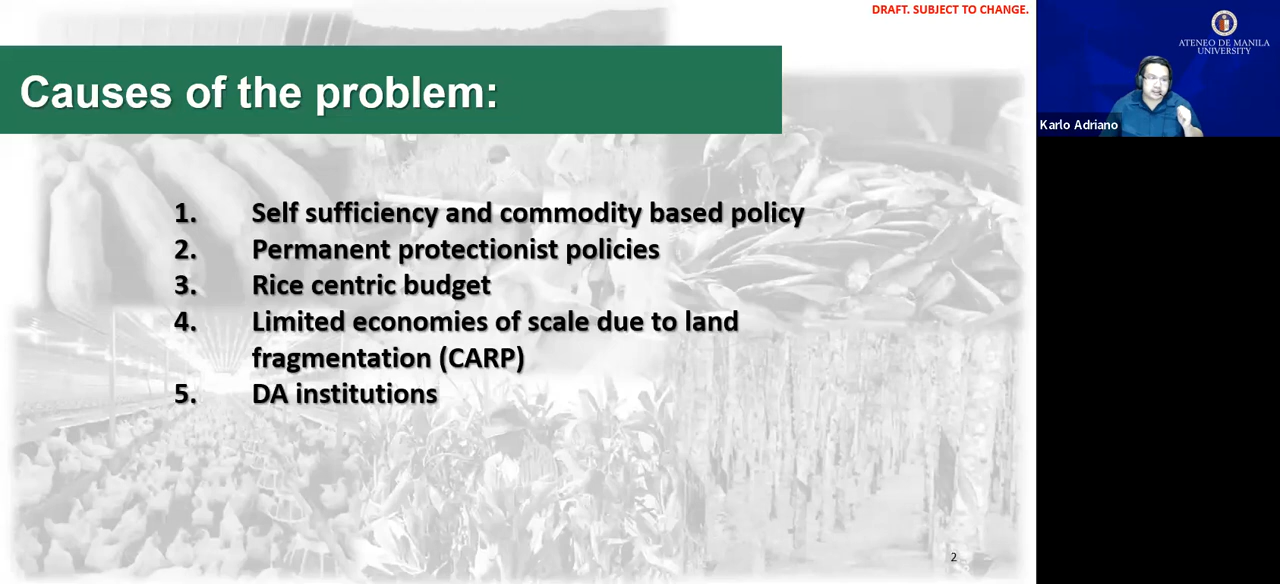 DRAFT. SUBJECT TO CHANGE.
Causes of the problem:
1. Self sufficiency and commodity based policy
2. Permanent protectionist policies
3. Rice centric budget
4. Limited economies of scale due to land
fragmentation (CARP)
5. DA institutions
2
ATENEO DE MANILA
UNIVERSITY
Karlo Adriano